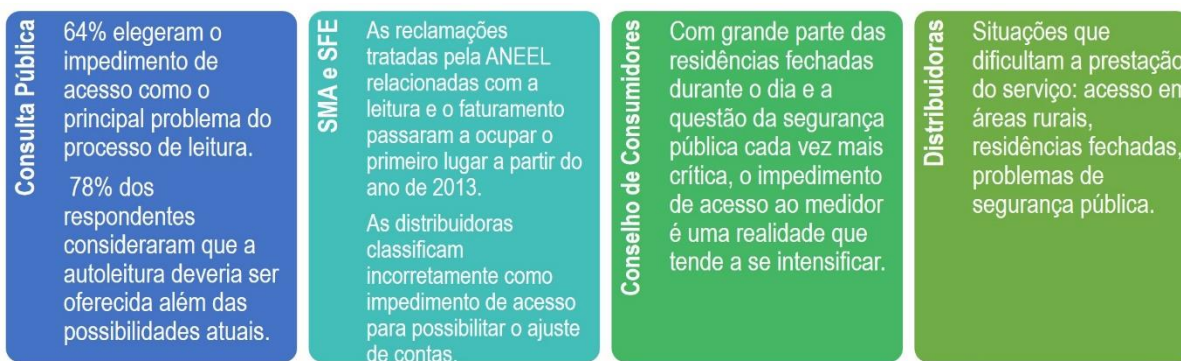 Consulta Pública
64% elegeram o
impedimento de
acesso como o
principal problema do
processo de leitura.
78% dos
respondentes
consideraram que a
autoleitura deveria ser
oferecida além das
possibilidades atuais.
SMA e SFE
As reclamações
tratadas pela ANEEL
relacionadas com a
leitura e o faturamento
passaram a ocupar o
primeiro lugar a partir do
ano de 2013.
As distribuidoras
classificam
incorretamente como
impedimento de acesso
para possibilitar o ajuste
de contas.
Conselho de Consumidores
Com grande parte das
residências fechadas
durante o dia e a
questão da segurança
pública cada vez mais
crítica, o impedimento
de acesso ao medidor
é uma realidade que
tende a se intensificar.
Distribuidoras
Situações que
dificultam a prestação
do serviço: acesso em
áreas rurais,
residências fechadas,
problemas de
segurança pública.